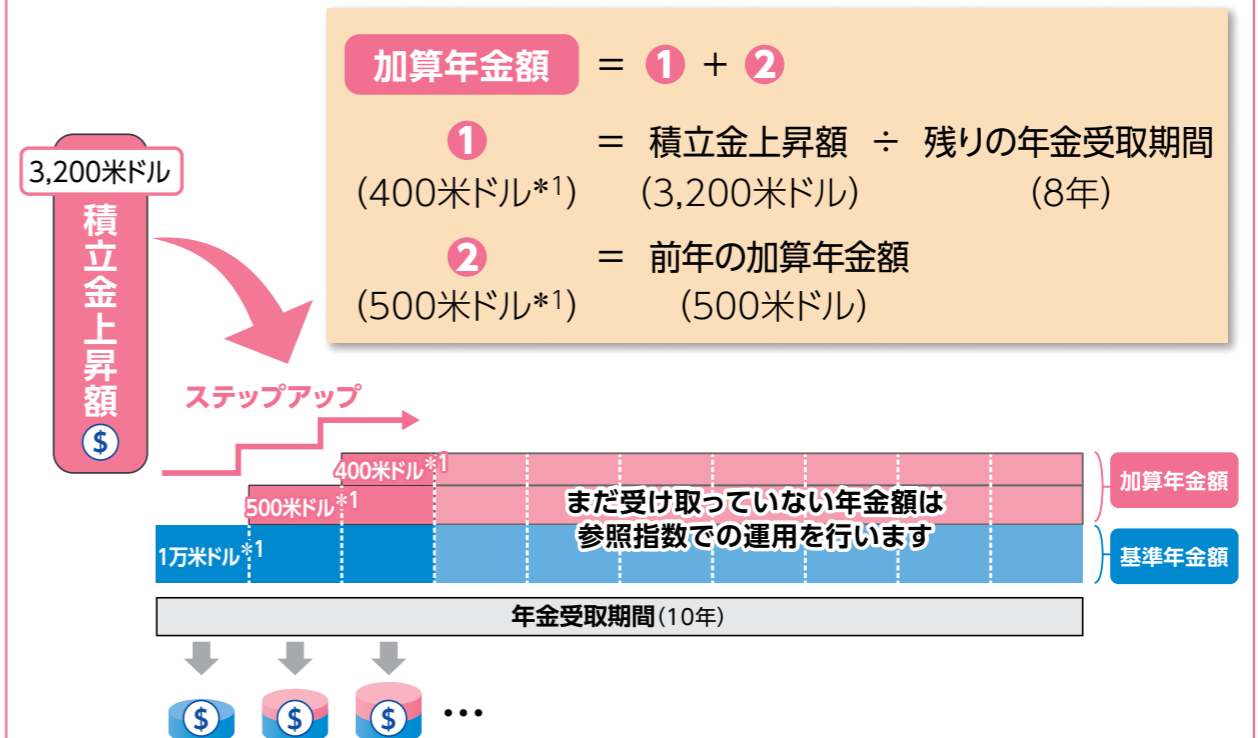 加算年金額 = ❶ + ❷
❶ = 積立金上昇額 ÷ 残りの年金受取期間
(400米ドル*1) (3,200米ドル) (8年)
❷ = 前年の加算年金額
(500米ドル*1) (500米ドル)
3,200米ドル
積立金上昇額
$
ステップアップ
400米ドル*1
500米ドル*1
1万米ドル*1
まだ受け取っていない年金額は
参照指数での運用を行います
加算年金額
基準年金額
年金受取期間(10年)
$ $ $ …